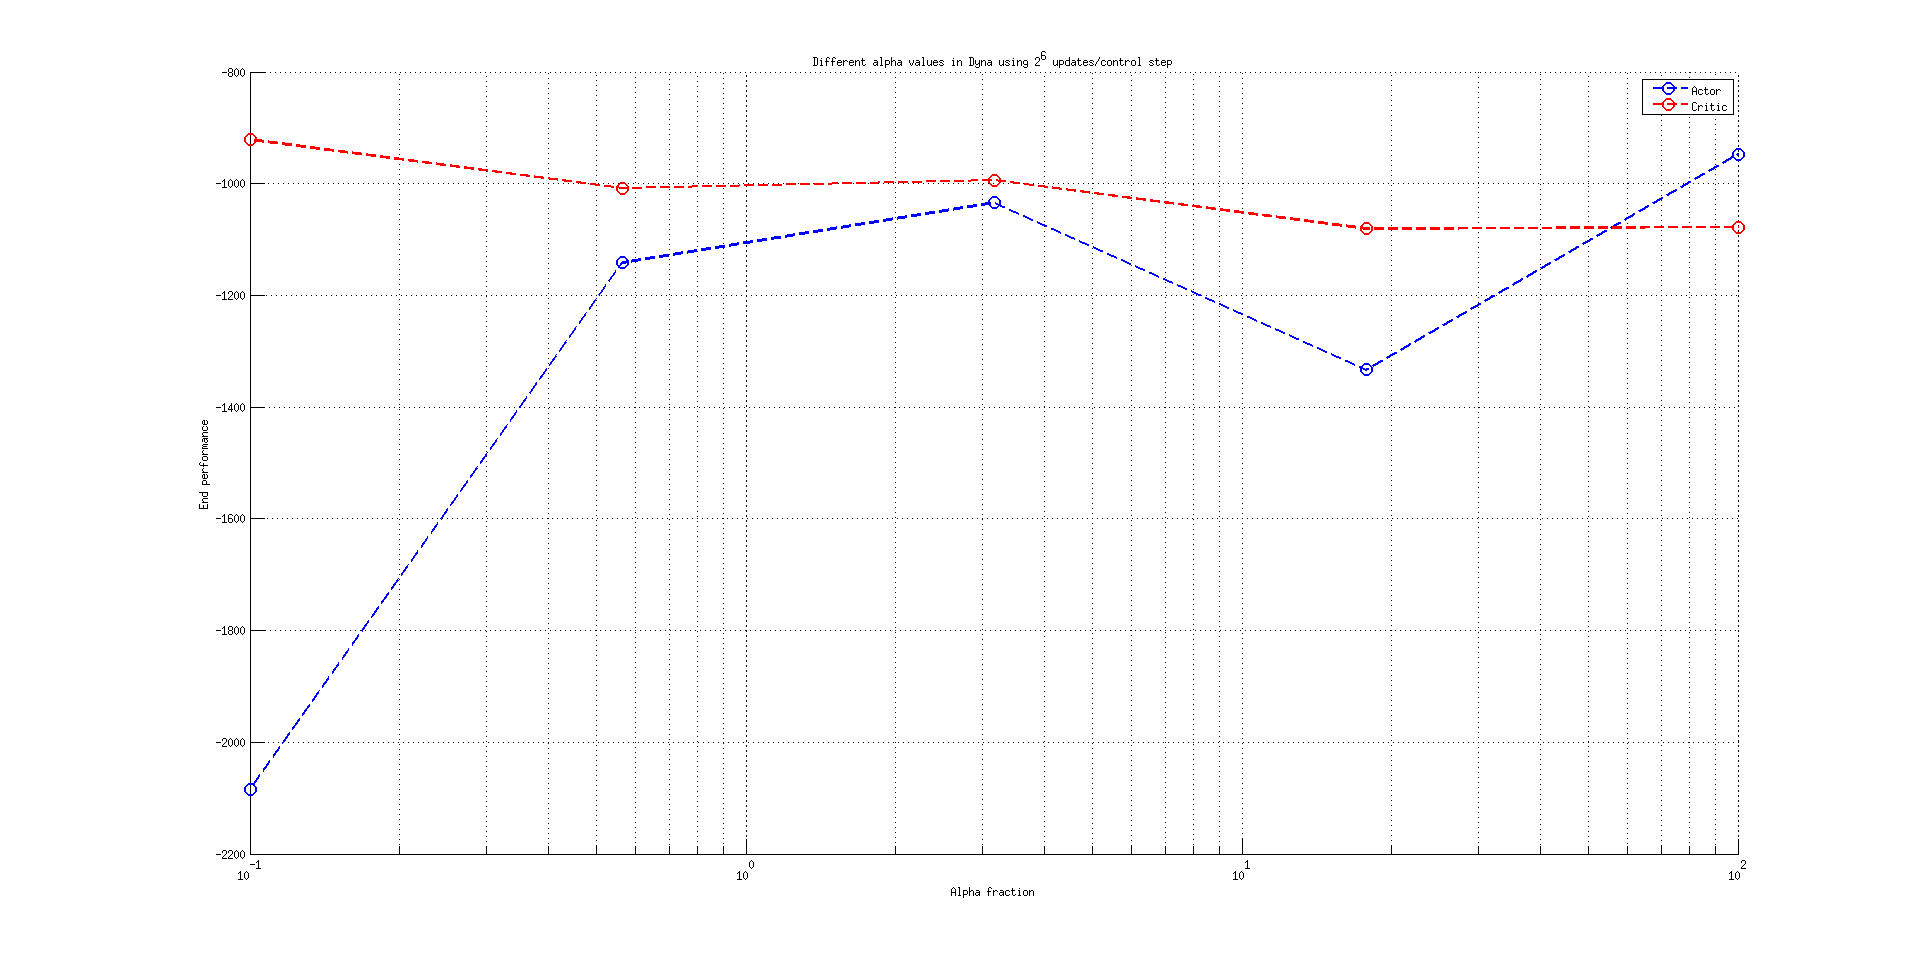 Different alpha values in Dyna using 2^6 updates/control step
Actor
Critic
-800
-1000
-1200
-1400
-1600
-1800
-2000
-2200
End performance
10^-1
10^0
10^1
10^2
Alpha fraction